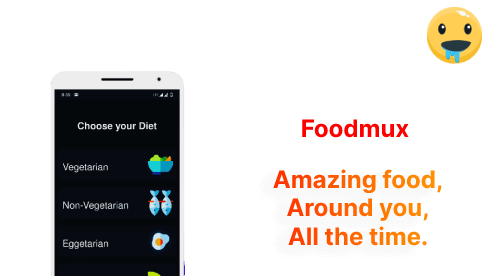 Choose your Diet
Vegetarian
Non-Vegetarian
Eggetarian
Foodmux
Amazing food,
Around you,
All the time.